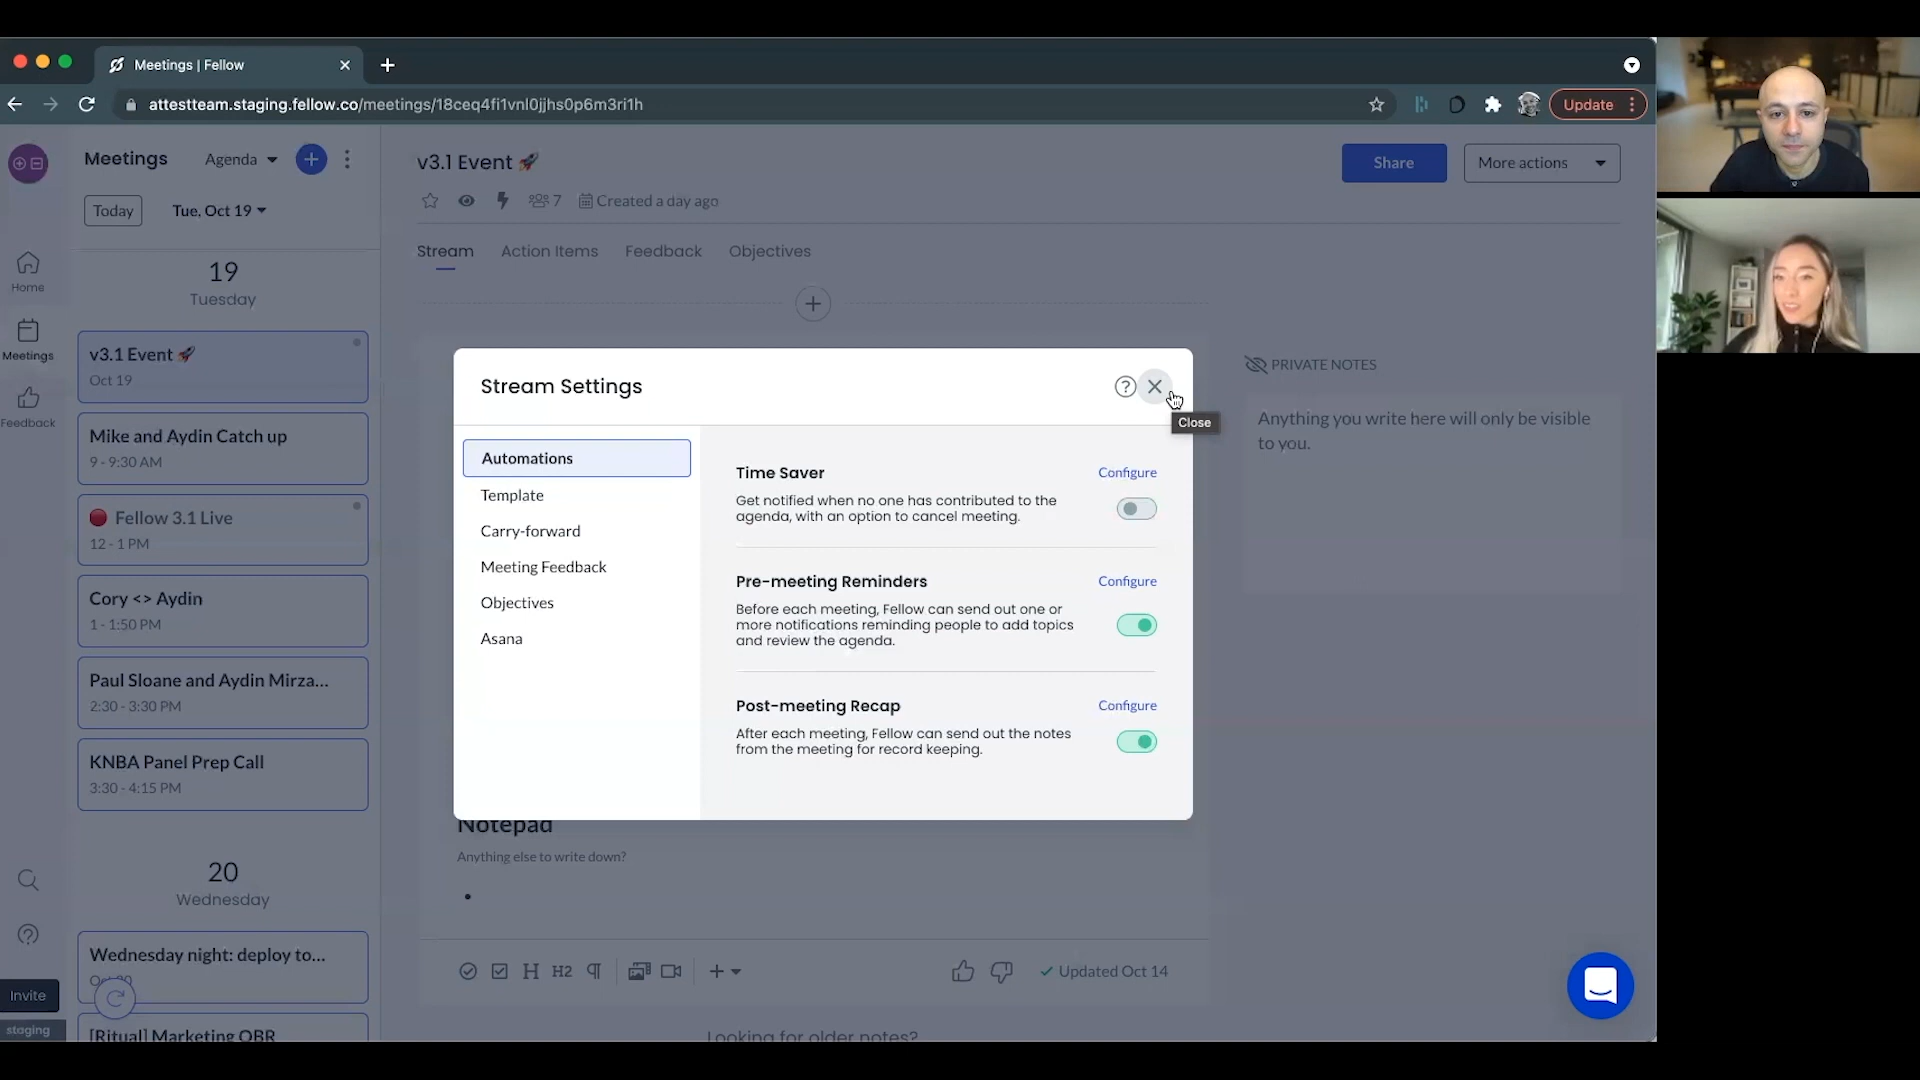 Meetings | Fellow
attestteam.staging.fellow.co/meetings/18ceq4fi1vnl0jjhs0p6m3ri1h
Update
Meetings
Agenda
Today
Tue, Oct 19
Home
Meetings
Feedback
19
Tuesday
v3.1 Event 🚀
Oct 19
Mike and Aydin Catch up
9 - 9:30 AM
Fellow 3.1 Live
12 - 1 PM
Cory <> Aydin
1 - 1:50 PM
Paul Sloane and Aydin Mirza...
2:30 - 3:30 PM
KNBA Panel Prep Call
3:30 - 4:15 PM
20
Wednesday
Wednesday night: deploy to...
[Ritual] Marketing OBR
Invite
staging
v3.1 Event 🚀
Share
More actions
7
Created a day ago
Stream
Action Items
Feedback
Objectives
Stream Settings
Close
Automations
Template
Carry-forward
Meeting Feedback
Objectives
Asana
Time Saver
Configure
Get notified when no one has contributed to the
agenda, with an option to cancel meeting.
Pre-meeting Reminders
Configure
Before each meeting, Fellow can send out one or
more notifications reminding people to add topics
and review the agenda.
Post-meeting Recap
Configure
After each meeting, Fellow can send out the notes
from the meeting for record keeping.
PRIVATE NOTES
Anything you write here will only be visible
to you.
Notepad
Anything else to write down?
H
H2
Updated Oct 14
Looking for older notes?